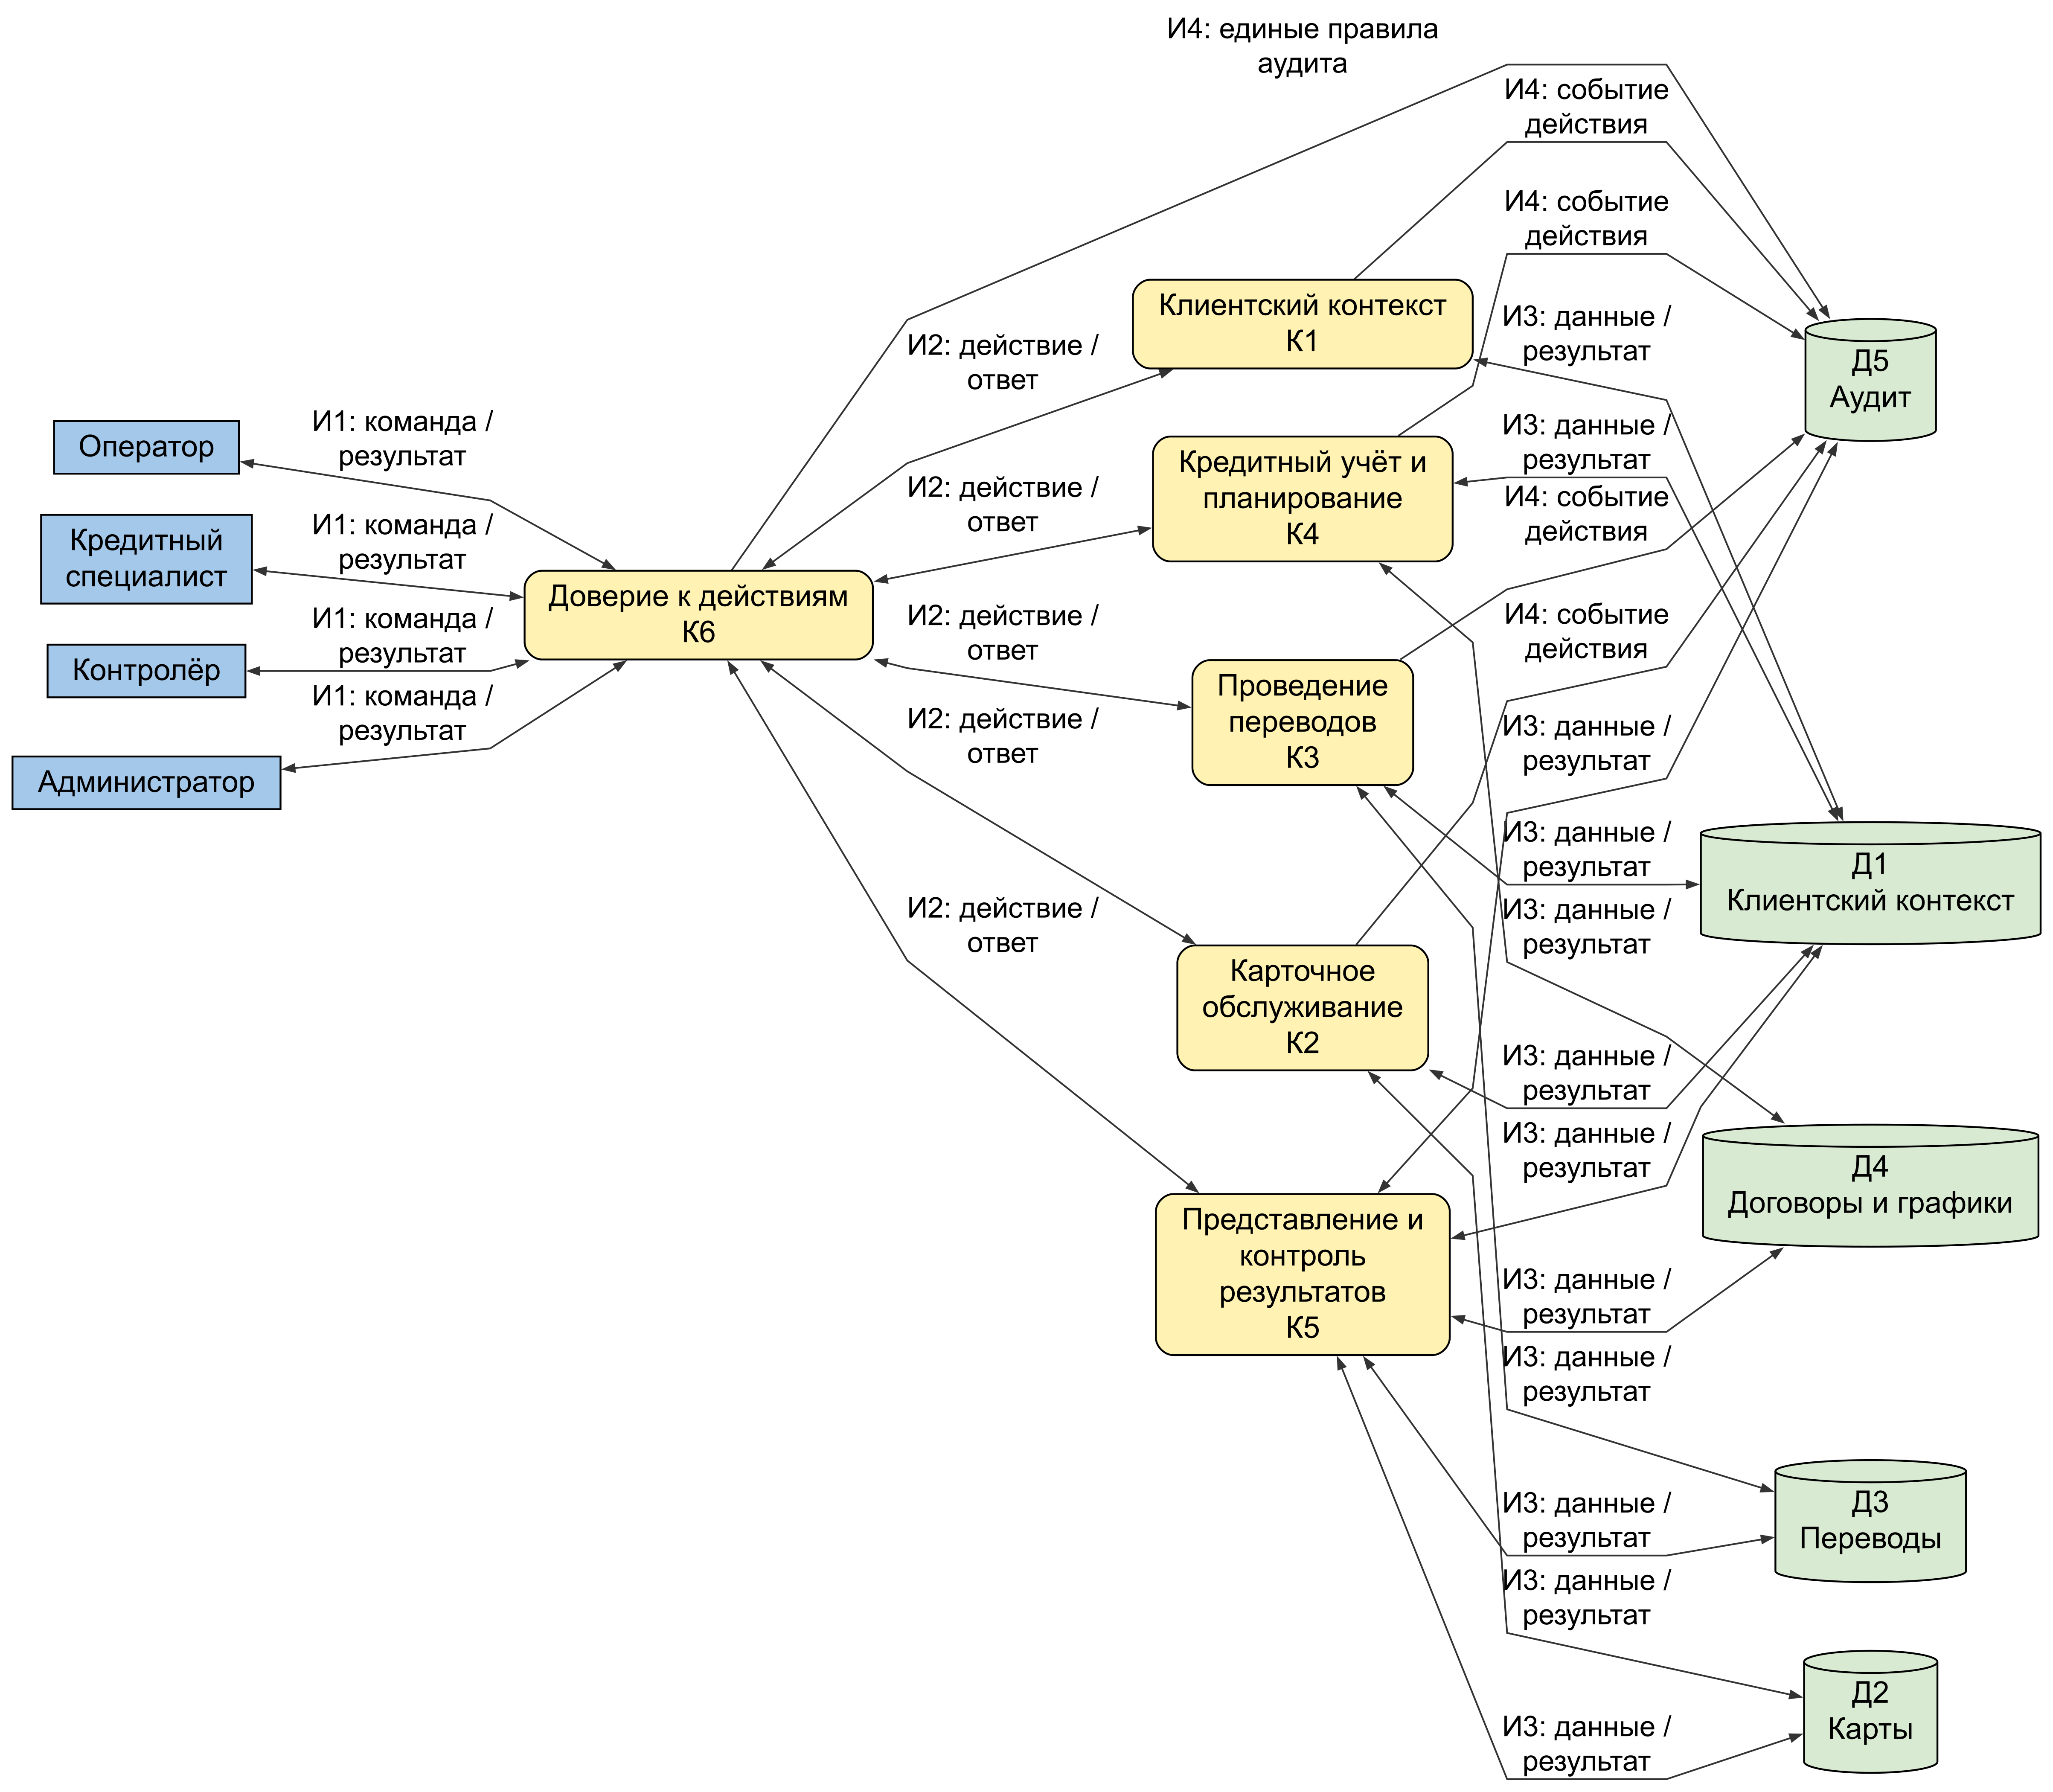 И4: единые правила
аудита
И4: событие
действия
И4: событие
действия
Клиентский контекст
К1
И3: данные /
результат
И2: действие /
ответ
Д5
Аудит
Оператор
И1: команда /
результат
И3: данные /
результат
Кредитный учёт и
планирование
К4
И2: действие /
ответ
И4: событие
действия
Кредитный
специалист
И1: команда /
результат
Доверие к действиям
К6
И2: действие /
ответ
И4: событие
действия
Контролёр
И1: команда /
результат
И1: команда /
результат
Администратор
Проведение
переводов
К3
И2: действие /
ответ
И3: данные /
результат
И3: данные /
результат
Д1
Клиентский контекст
И3: данные /
результат
И2: действие /
ответ
Карточное
обслуживание
К2
И3: данные /
результат
И3: данные /
результат
Д4
Договоры и графики
Представление и
контроль
результатов
К5
И3: данные /
результат
И3: данные /
результат
И3: данные /
результат
Д3
Переводы
И3: данные /
результат
Д2
Карты
И3: данные /
результат